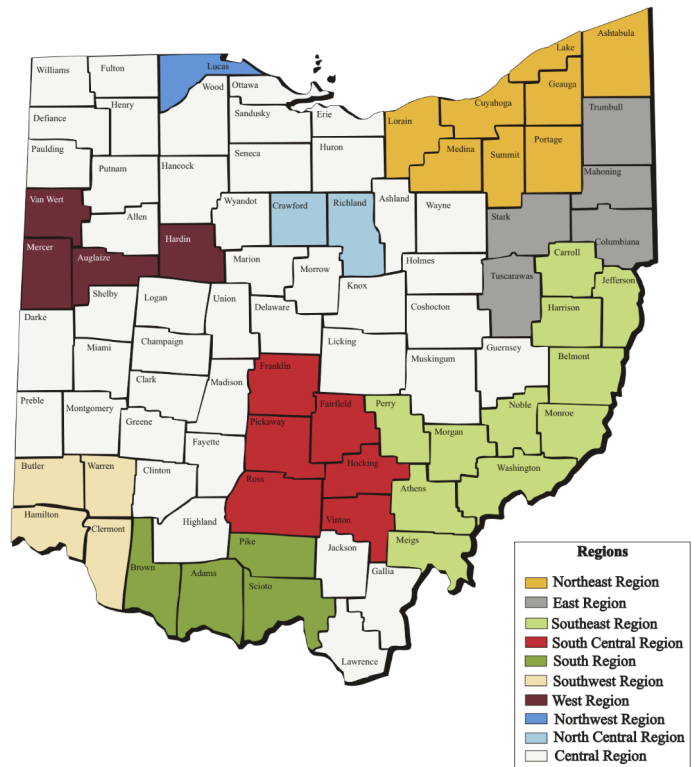 Ashtabula
Lake
Geauga
Cuyahoga
Lorain
Medina
Summit
Portage
Trumbull
Mahoning
Columbiana
Stark
Tuscarawas
Carroll
Jefferson
Harrison
Belmont
Monroe
Noble
Washington
Morgan
Perry
Athens
Meigs
Williams
Fulton
Lucas
Wood
Ottawa
Henry
Defiance
Sandusky
Erie
Paulding
Putnam
Hancock
Seneca
Huron
Van Wert
Allen
Wyandot
Crawford
Richland
Ashland
Wayne
Mercer
Auglaize
Hardin
Marion
Morrow
Holmes
Knox
Coshocton
Shelby
Logan
Union
Delaware
Darke
Miami
Champaign
Licking
Muskingum
Guernsey
Clark
Madison
Franklin
Fairfield
Preble
Montgomery
Greene
Fayette
Pickaway
Hocking
Butler
Warren
Clinton
Ross
Hamilton
Clermont
Highland
Vinton
Pike
Jackson
Brown
Adams
Scioto
Gallia
Lawrence
Regions
Northeast Region
East Region
Southeast Region
South Central Region
South Region
Southwest Region
West Region
Northwest Region
North Central Region
Central Region